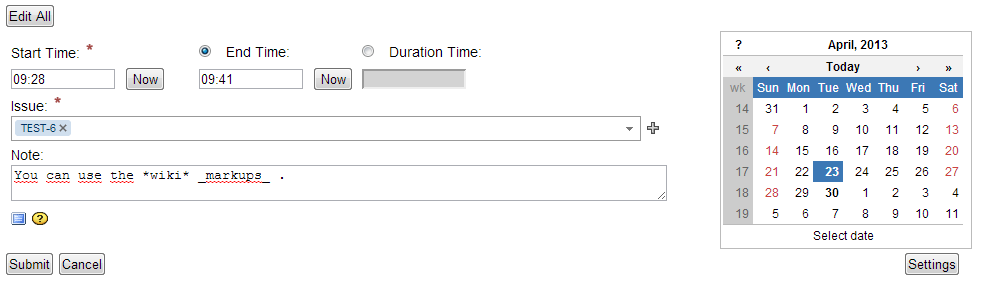 Edit All
Start Time: * End Time: Duration Time:
09:28 Now 09:41 Now
Issue: *
TEST-6
Note:
You can use the *wiki* _markups_ .
?
Submit Cancel
? April, 2013
« ‹ Today › »
wk Sun Mon Tue Wed Thu Fri Sat
14 31 1 2 3 4 5 6
15 7 8 9 10 11 12 13
16 14 15 16 17 18 19 20
17 21 22 23 24 25 26 27
18 28 29 30 1 2 3 4
19 5 6 7 8 9 10 11
Select date
Settings